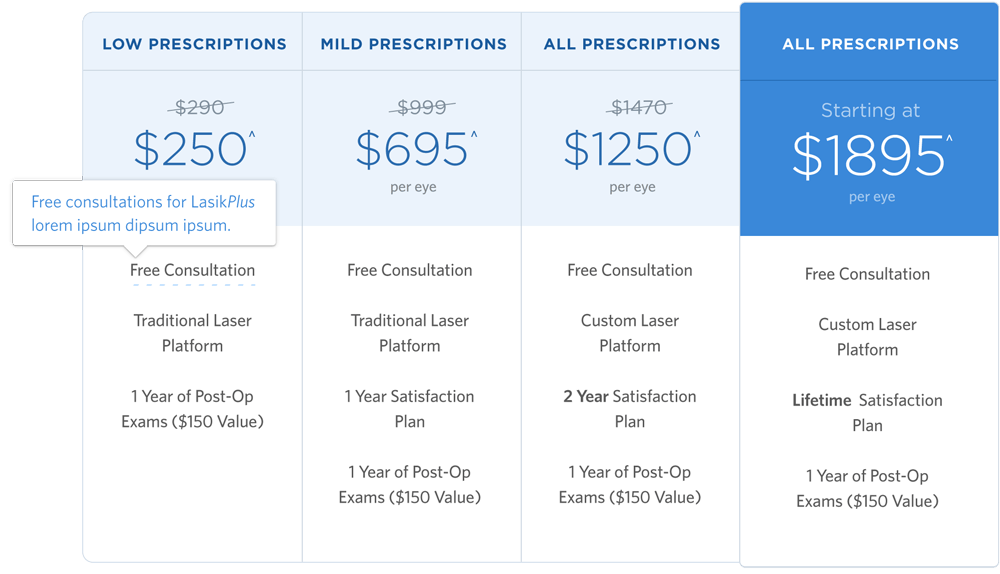 LOW PRESCRIPTIONS
$290
$250^
Free consultations for LasikPlus
lorem ipsum dipsum ipsum.
Free Consultation
Traditional Laser
Platform
1 Year of Post-Op
Exams ($150 Value)
MILD PRESCRIPTIONS
$999
$695^
per eye
Free Consultation
Traditional Laser
Platform
1 Year Satisfaction
Plan
1 Year of Post-Op
Exams ($150 Value)
ALL PRESCRIPTIONS
$1470
$1250^
per eye
Free Consultation
Custom Laser
Platform
2 Year Satisfaction
Plan
1 Year of Post-Op
Exams ($150 Value)
ALL PRESCRIPTIONS
Starting at
$1895^
per eye
Free Consultation
Custom Laser
Platform
Lifetime Satisfaction
Plan
1 Year of Post-Op
Exams ($150 Value)